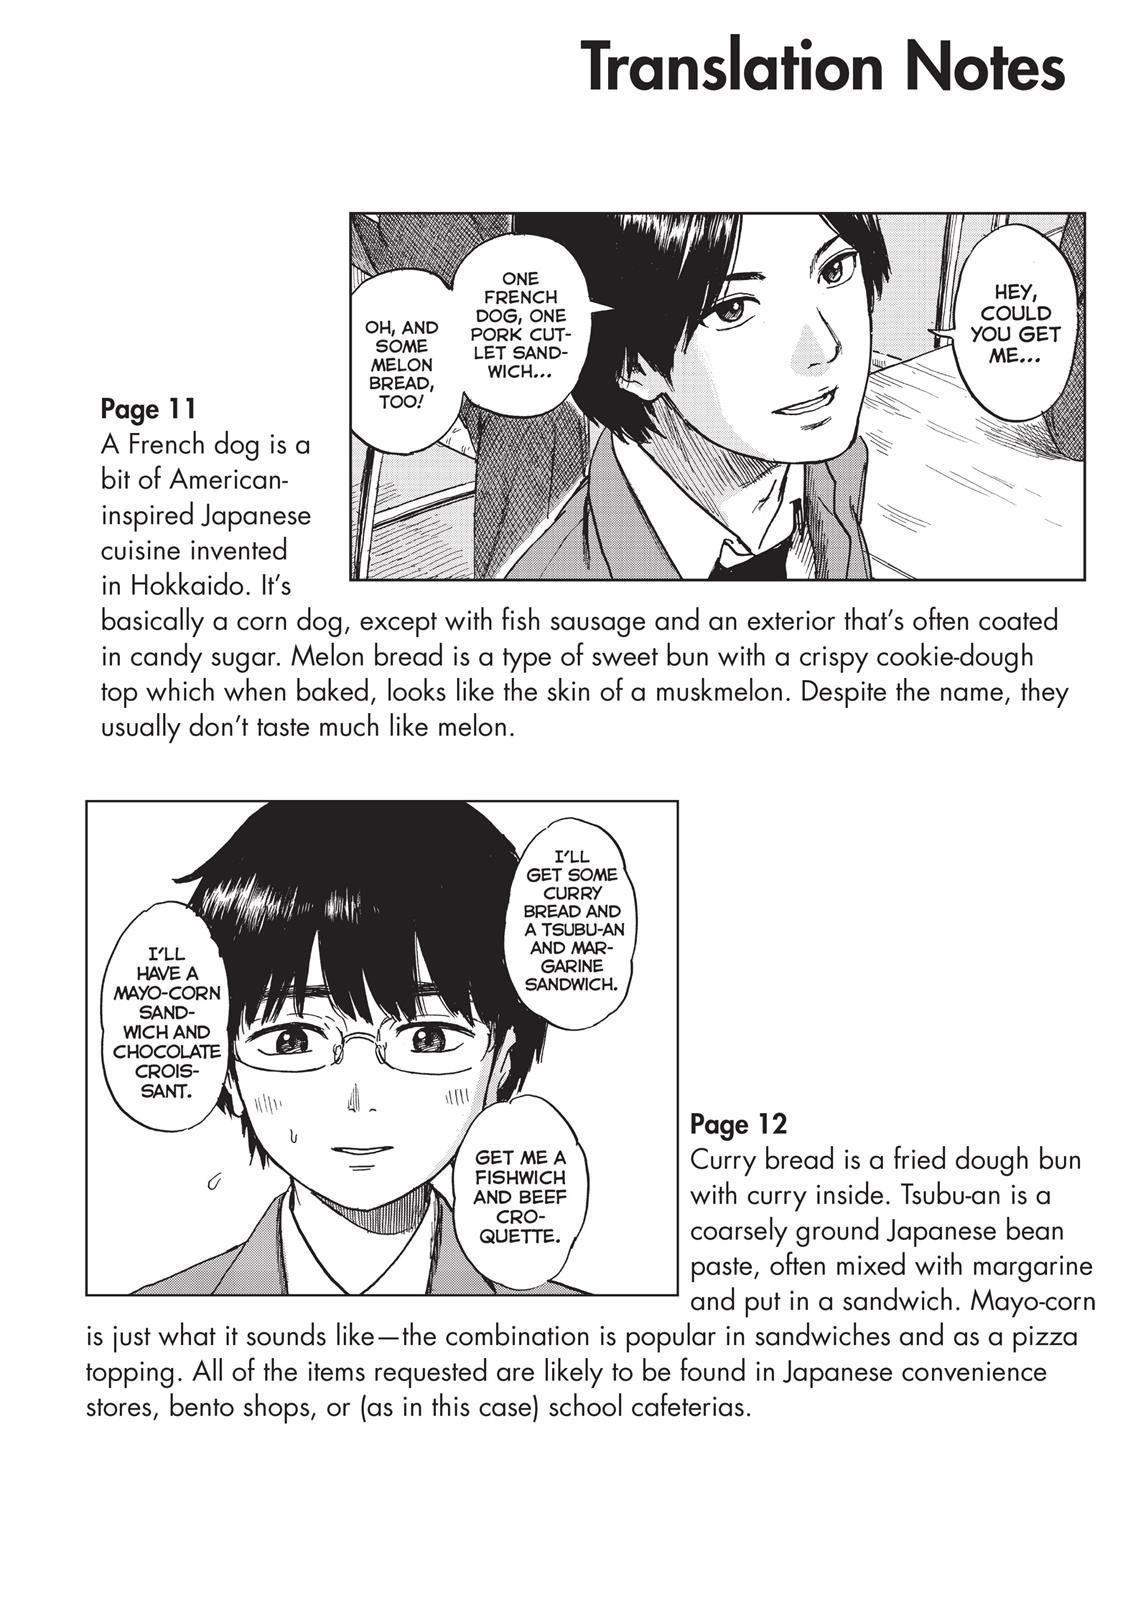 Translation Notes
HEY,
COULD
YOU GET
ME...
ONE
FRENCH
DOG, ONE
PORK CUT-
LET SAND-
WICH...
OH, AND
SOME
MELON
BREAD,
TOO!
Page 11
A French dog is a
bit of American-
inspired Japanese
cuisine invented
in Hokkaido. It’s
basically a corn dog, except with fish sausage and an exterior that’s often coated
in candy sugar. Melon bread is a type of sweet bun with a crispy cookie-dough
top which when baked, looks like the skin of a muskmelon. Despite the name, they
usually don’t taste much like melon.
I’LL
GET SOME
CURRY
BREAD AND
A TSUBU-AN
AND MAR-
GARINE
SANDWICH.
I’LL
HAVE A
MAYO-CORN
SAND-
WICH AND
CHOCOLATE
CROIS-
SANT.
GET ME A
FISHWICH
AND BEEF
CRO-
QUETTE.
Page 12
Curry bread is a fried dough bun
with curry inside. Tsubu-an is a
coarsely ground Japanese bean
paste, often mixed with margarine
and put in a sandwich. Mayo-corn
is just what it sounds like—the combination is popular in sandwiches and as a pizza
topping. All of the items requested are likely to be found in Japanese convenience
stores, bento shops, or (as in this case) school cafeterias.